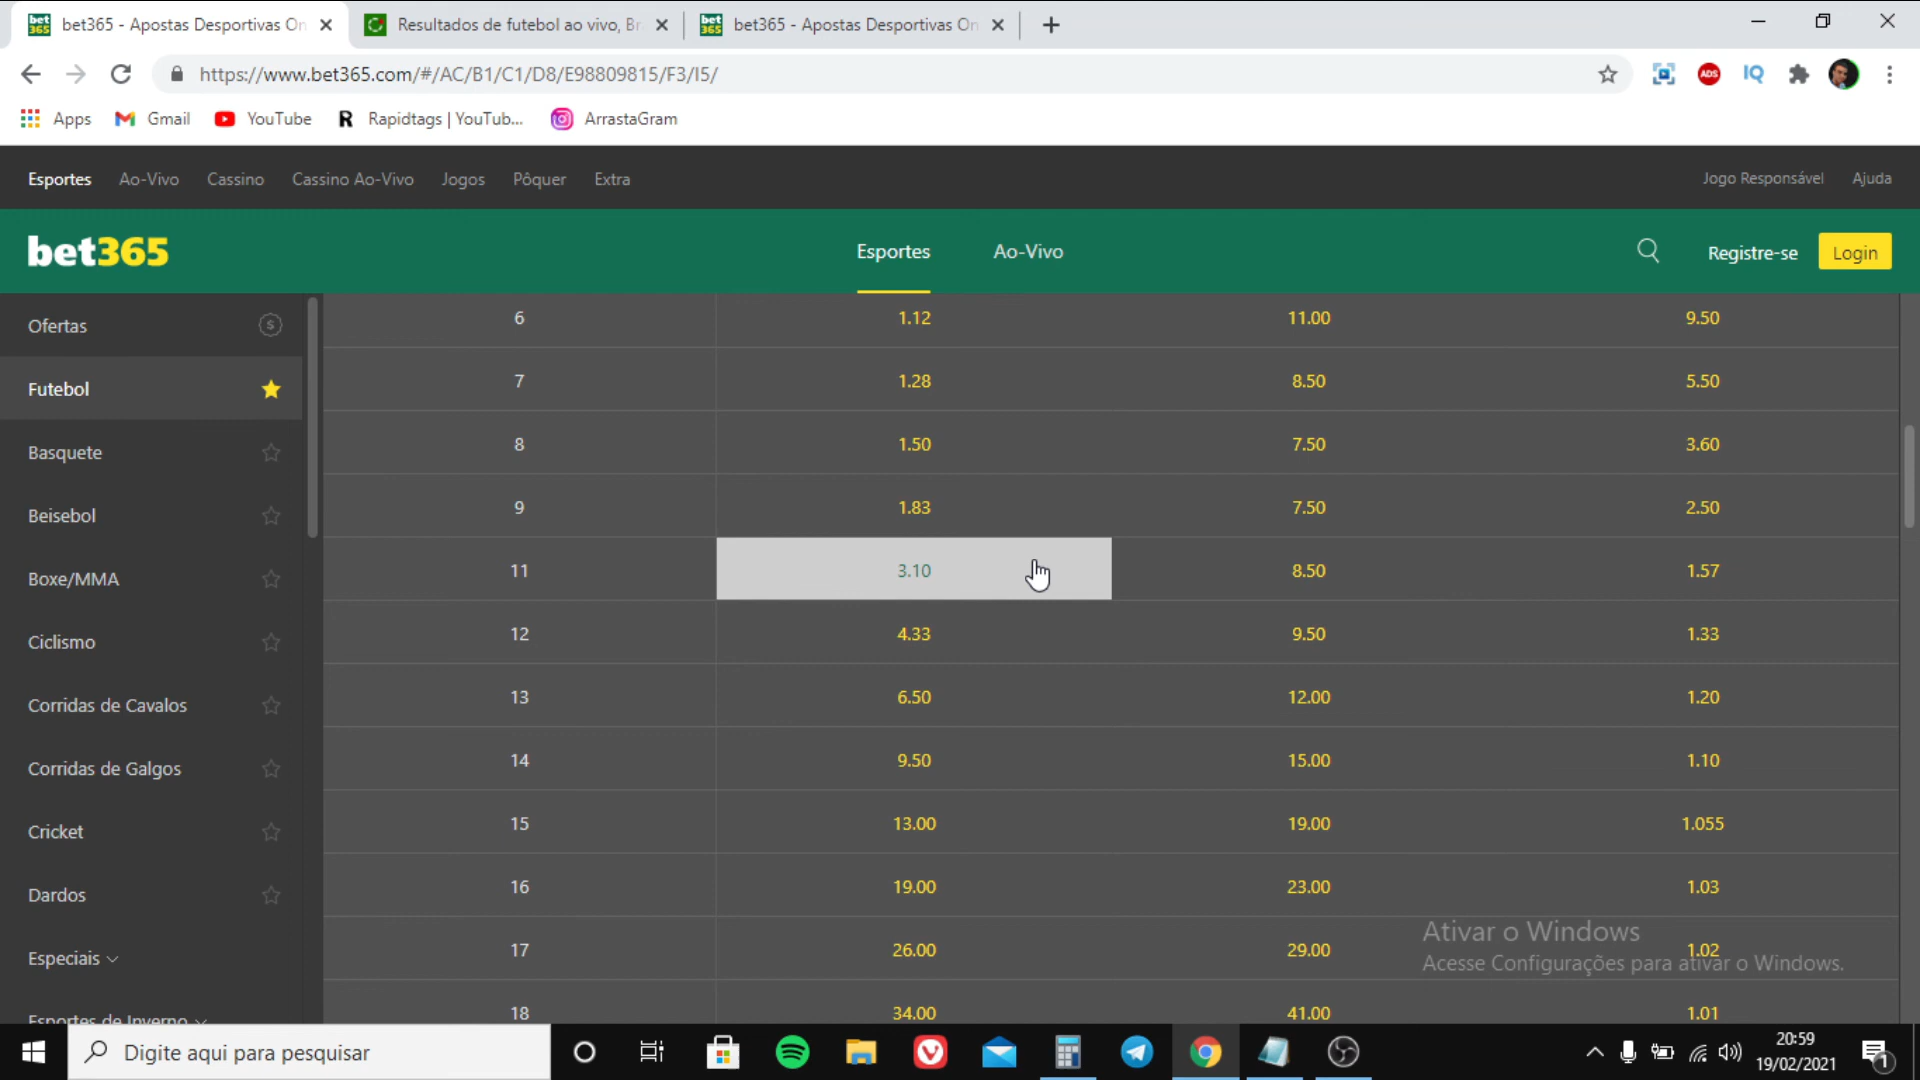 bet365 - Apostas Desportivas On
Resultados de futebol ao vivo, Br
bet365 - Apostas Desportivas On
https://www.bet365.com/#/AC/B1/C1/D8/E98809815/F3/I5/
ADS
IQ
Apps
Gmail
YouTube
Rapidtags | YouTub...
ArrastaGram
Esportes
Ao-Vivo
Cassino
Cassino Ao-Vivo
Jogos
Pôquer
Extra
Jogo Responsável
Ajuda
bet365
Esportes
Ao-Vivo
Registre-se
Login
Ofertas
Futebol
Basquete
Beisebol
Boxe/MMA
Ciclismo
Corridas de Cavalos
Corridas de Galgos
Cricket
Dardos
Especiais
Esportes de Inverno
6 1.12 11.00 9.50
7 1.28 8.50 5.50
8 1.50 7.50 3.60
9 1.83 7.50 2.50
11 3.10 8.50 1.57
12 4.33 9.50 1.33
13 6.50 12.00 1.20
14 9.50 15.00 1.10
15 13.00 19.00 1.055
16 19.00 23.00 1.03
17 26.00 29.00 1.02
18 34.00 41.00 1.01
Ativar o Windows
Acesse Configurações para ativar o Windows.
Digite aqui para pesquisar
20:59
19/02/2021
1